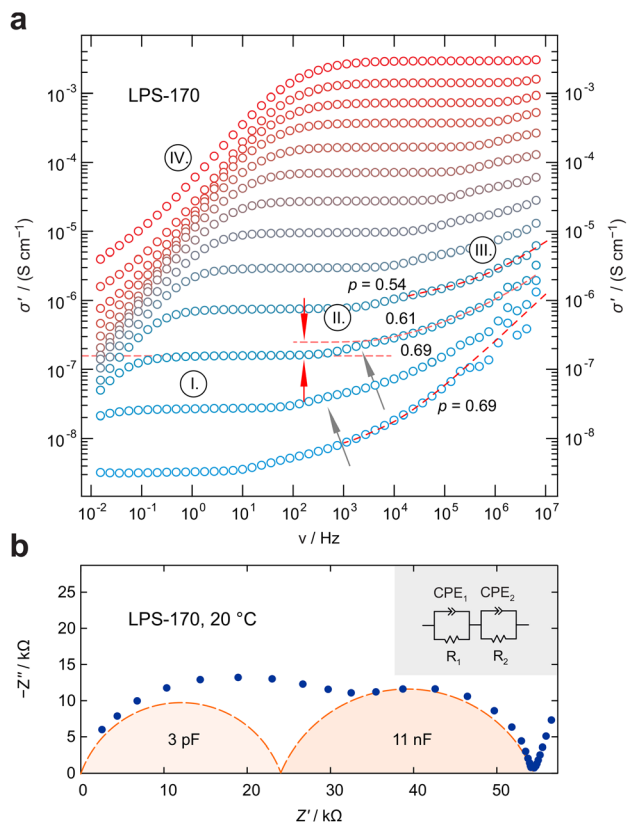 a
LPS-170
IV.
III.
II.
I.
p = 0.54
0.61
0.69
p = 0.69
10⁻³
10⁻⁴
10⁻⁵
10⁻⁶
10⁻⁷
10⁻⁸
σ′ / (S cm⁻¹)
10⁻³
10⁻⁴
10⁻⁵
10⁻⁶
10⁻⁷
10⁻⁸
σ′ / (S cm⁻¹)
10⁻² 10⁻¹ 10⁰ 10¹ 10² 10³ 10⁴ 10⁵ 10⁶ 10⁷
ν / Hz
b
LPS-170, 20 °C
CPE₁ CPE₂
R₁ R₂
3 pF
11 nF
25
20
15
10
5
0
−Z″ / kΩ
0 10 20 30 40 50
Z′ / kΩ